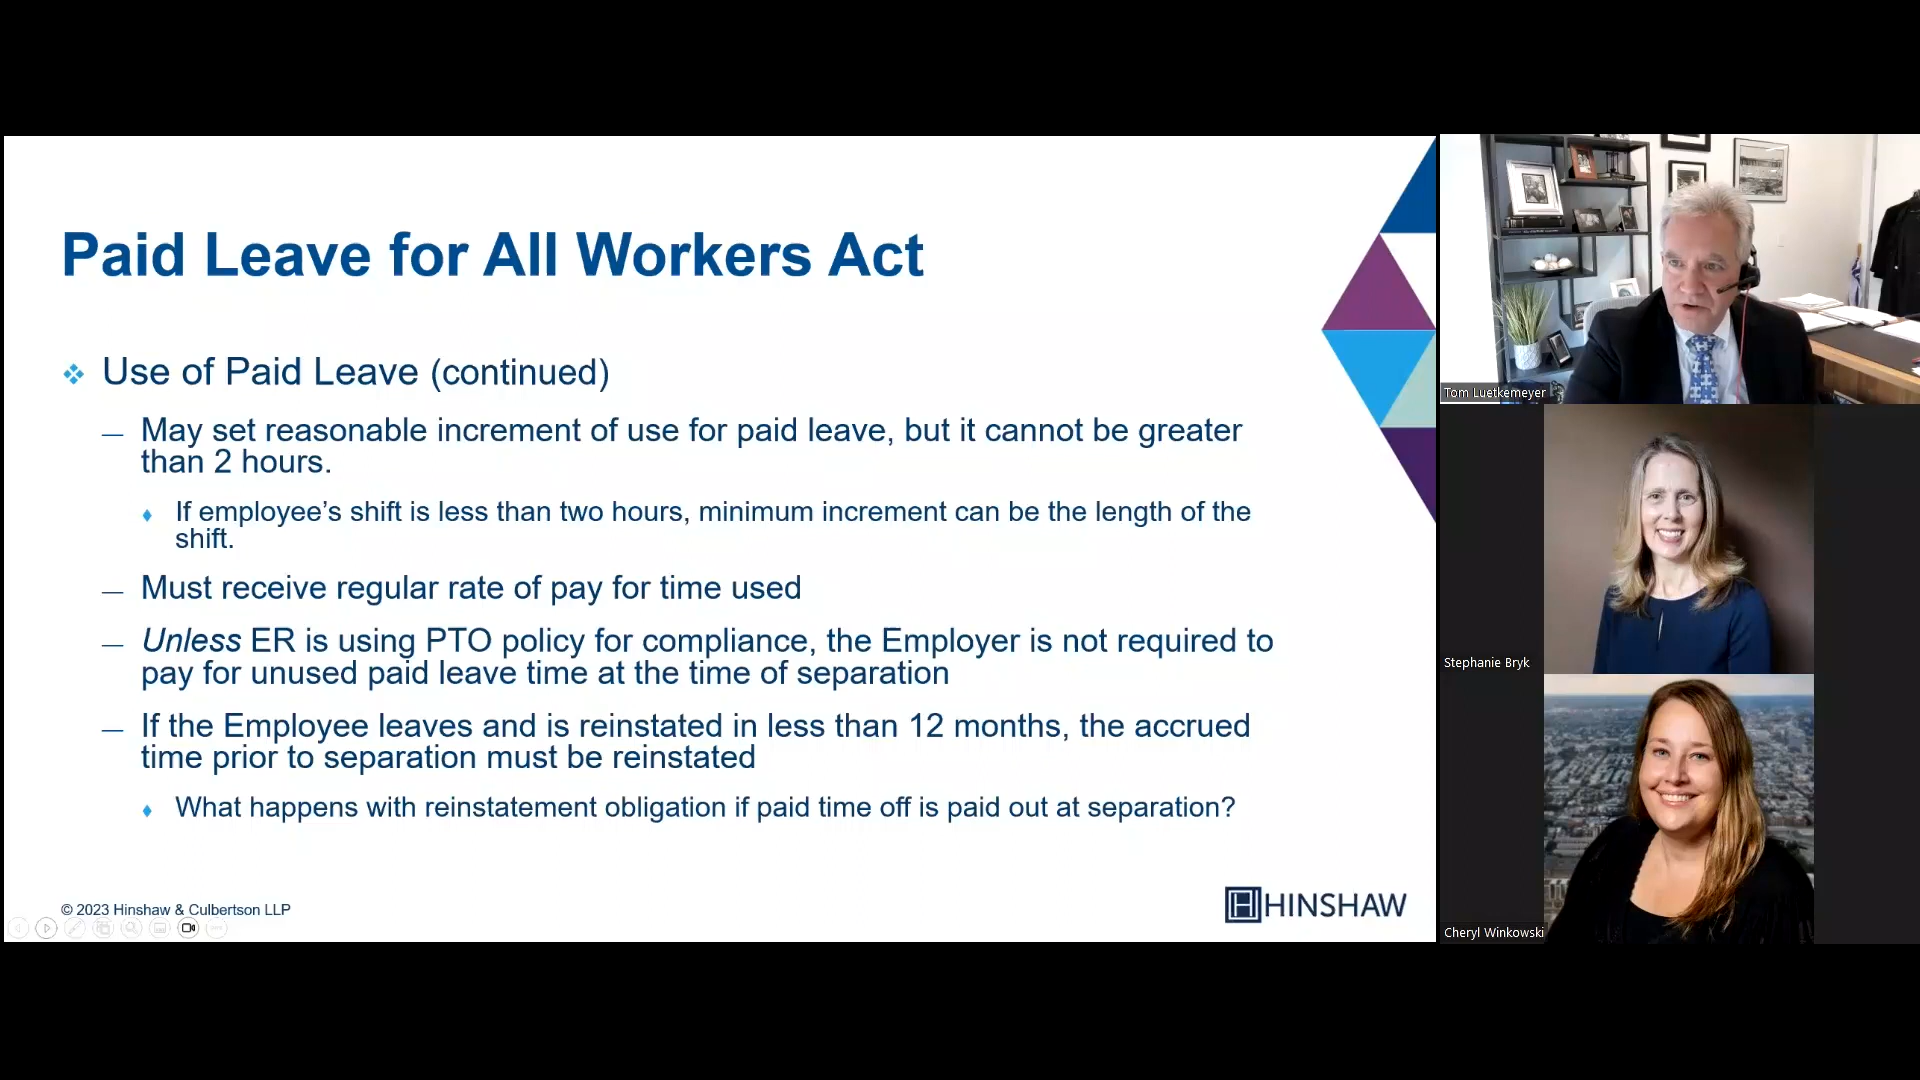 Paid Leave for All Workers Act
Use of Paid Leave (continued)
— May set reasonable increment of use for paid leave, but it cannot be greater
than 2 hours.
If employee’s shift is less than two hours, minimum increment can be the length of the
shift.
— Must receive regular rate of pay for time used
— Unless ER is using PTO policy for compliance, the Employer is not required to
pay for unused paid leave time at the time of separation
— If the Employee leaves and is reinstated in less than 12 months, the accrued
time prior to separation must be reinstated
What happens with reinstatement obligation if paid time off is paid out at separation?
© 2023 Hinshaw & Culbertson LLP
HINSHAW
Tom Luetkemeyer
Stephanie Bryk
Cheryl Winkowski